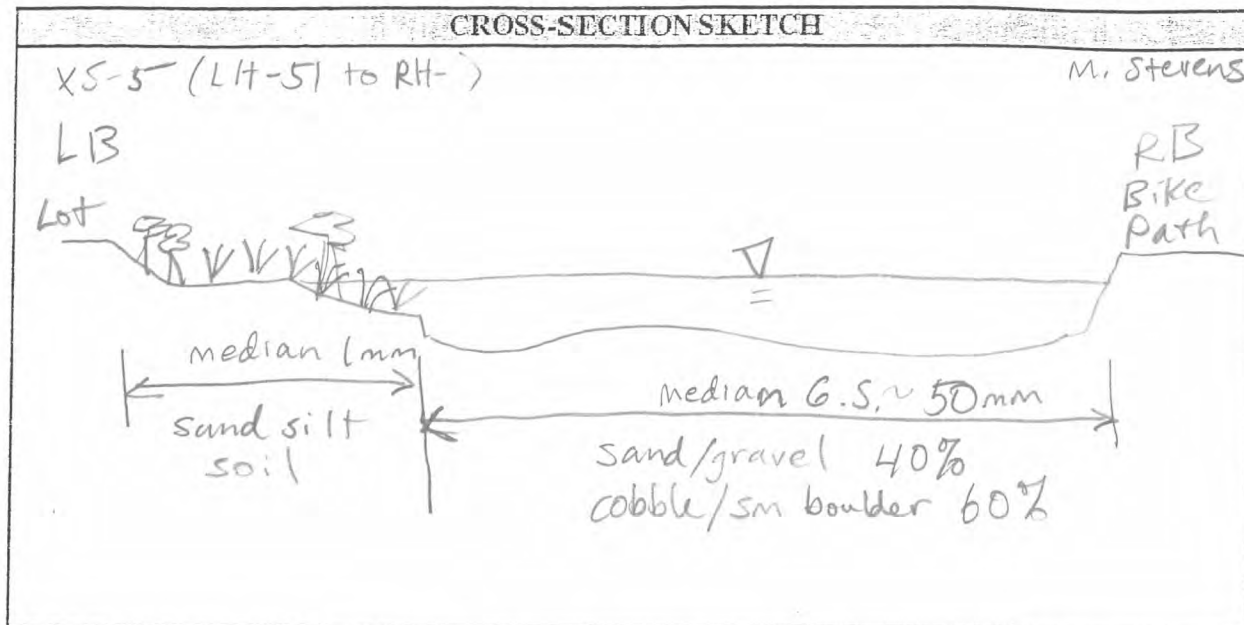 CROSS-SECTION SKETCH
XS-5 (LH-51 to RH- )
M. Stevens
LB
RB
Bike
Path
Lot
median 1mm
sand silt
soil
median G.S. ~ 50mm
sand/gravel 40%
cobble/sm boulder 60%